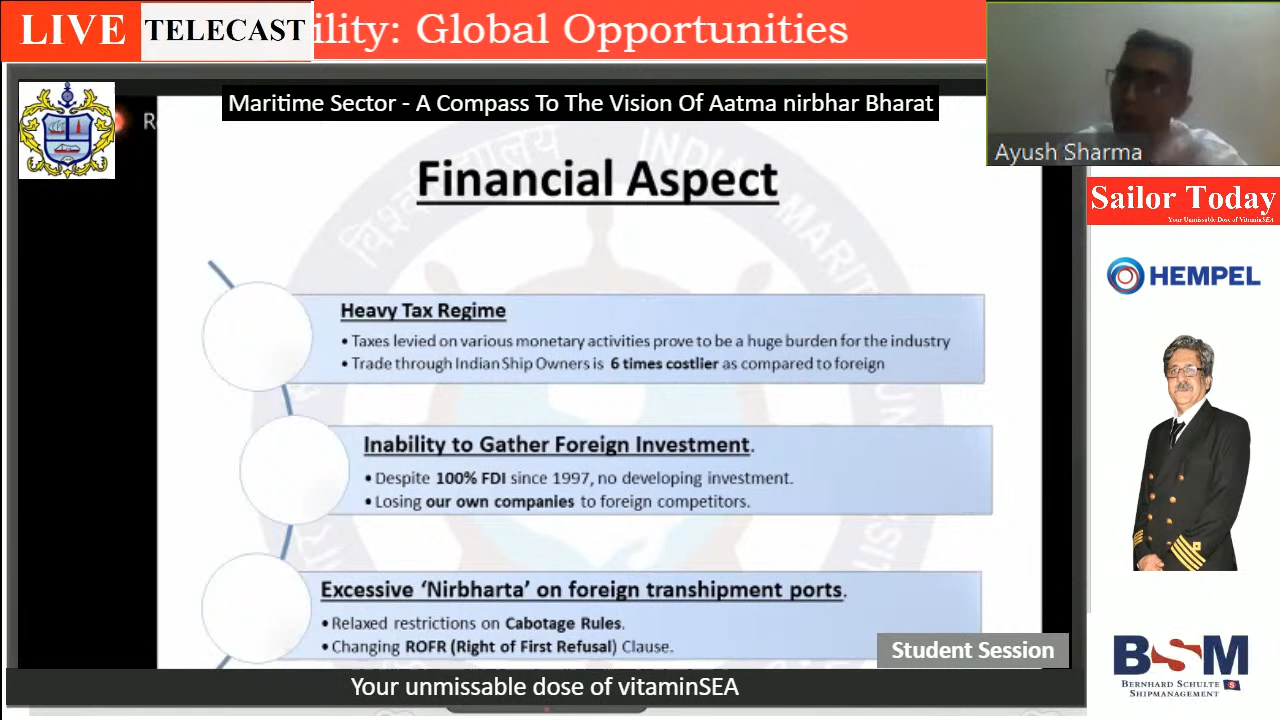 LIVE TELECAST
ility: Global Opportunities
Maritime Sector - A Compass To The Vision Of Aatma nirbhar Bharat
Ayush Sharma
Financial Aspect
विश्व
INDIAN MARITIME
Sailor Today
Your Unmissable Dose of VitaminSEA
HEMPEL
Heavy Tax Regime
• Taxes levied on various monetary activities prove to be a huge burden for the industry
• Trade through Indian Ship Owners is 6 times costlier as compared to foreign
Inability to Gather Foreign Investment.
• Despite 100% FDI since 1997, no developing investment.
• Losing our own companies to foreign competitors.
Excessive ‘Nirbharta’ on foreign transhipment ports.
• Relaxed restrictions on Cabotage Rules.
• Changing ROFR (Right of First Refusal) Clause.
Student Session
BSM
BERNHARD SCHULTE
SHIPMANAGEMENT
Your unmissable dose of vitaminSEA